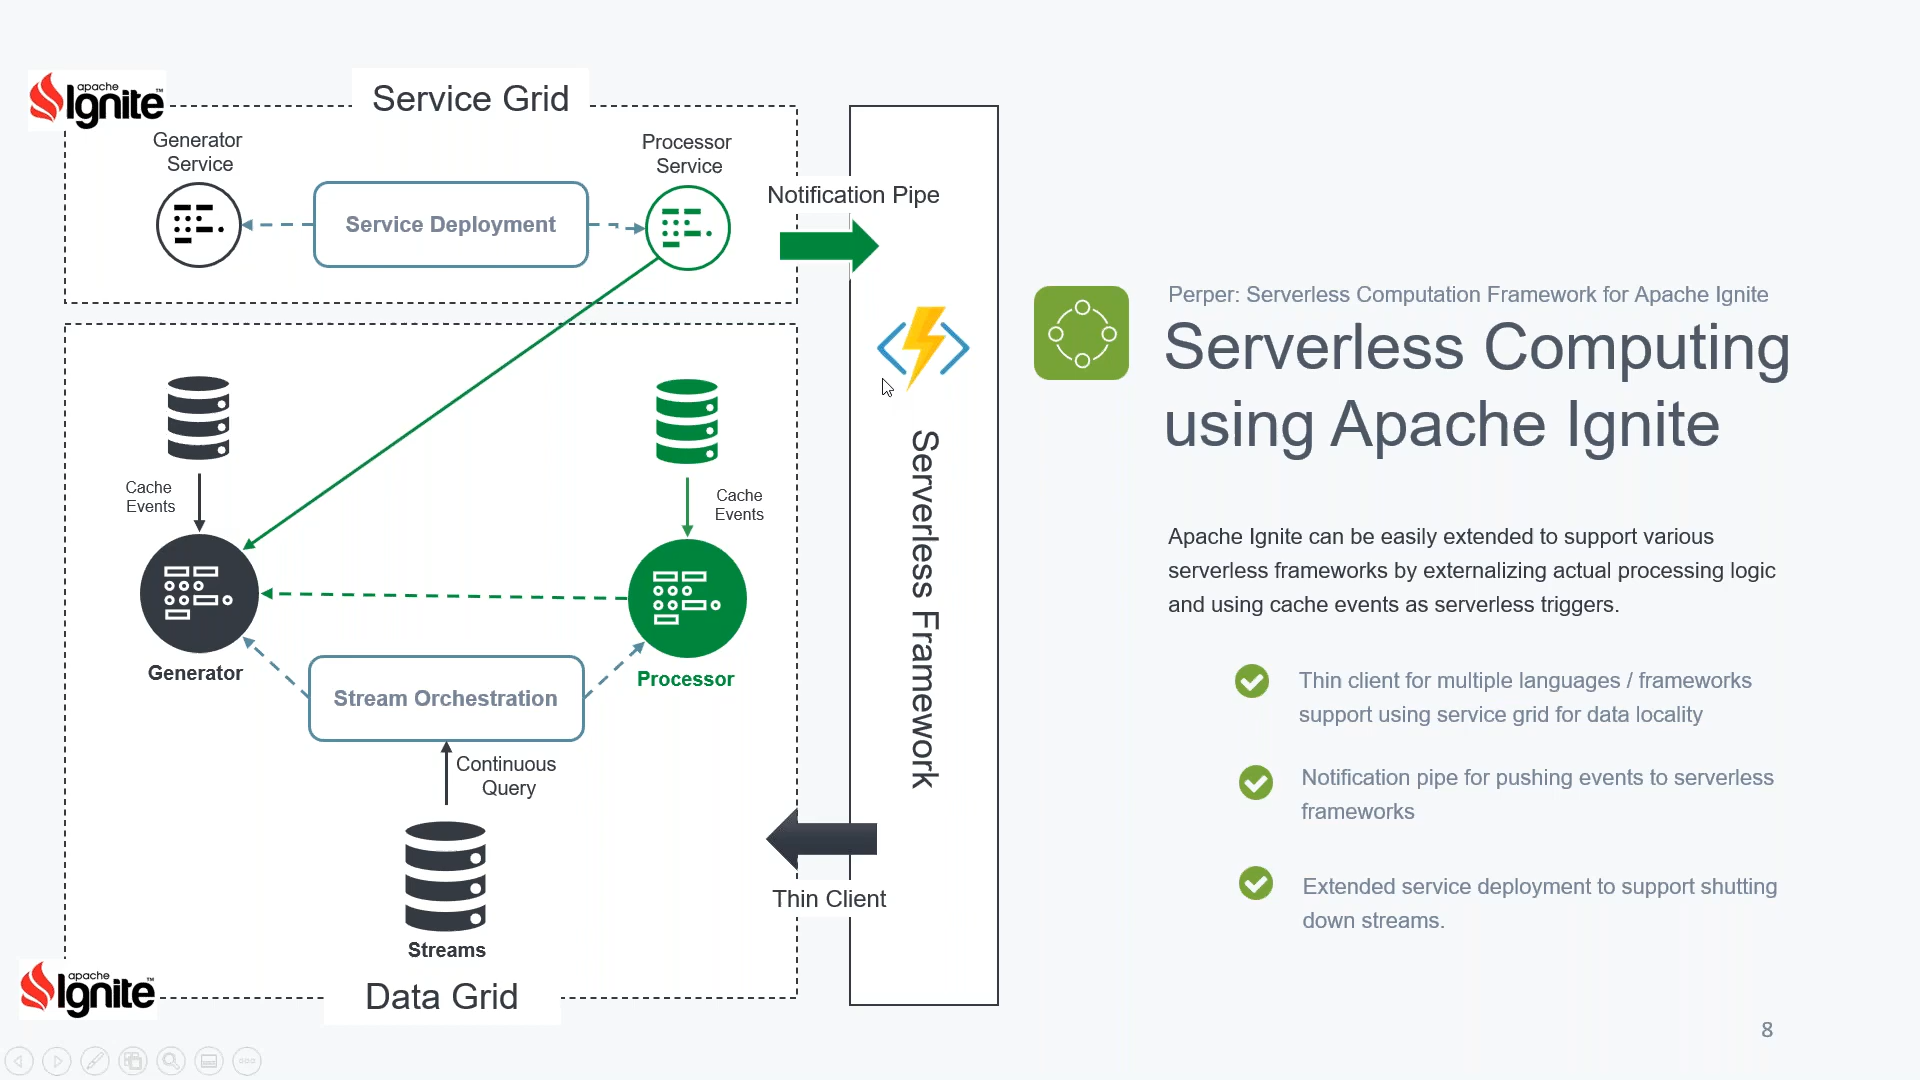 apache
Ignite™
Service Grid
Generator
Service
Service Deployment
Processor
Service
Notification Pipe
Cache
Events
Cache
Events
Generator
Processor
Stream Orchestration
Continuous
Query
Streams
Data Grid
apache
Ignite™
Thin Client
Serverless Framework
Perper: Serverless Computation Framework for Apache Ignite
Serverless Computing
using Apache Ignite
Apache Ignite can be easily extended to support various
serverless frameworks by externalizing actual processing logic
and using cache events as serverless triggers.
Thin client for multiple languages / frameworks
support using service grid for data locality
Notification pipe for pushing events to serverless
frameworks
Extended service deployment to support shutting
down streams.
8